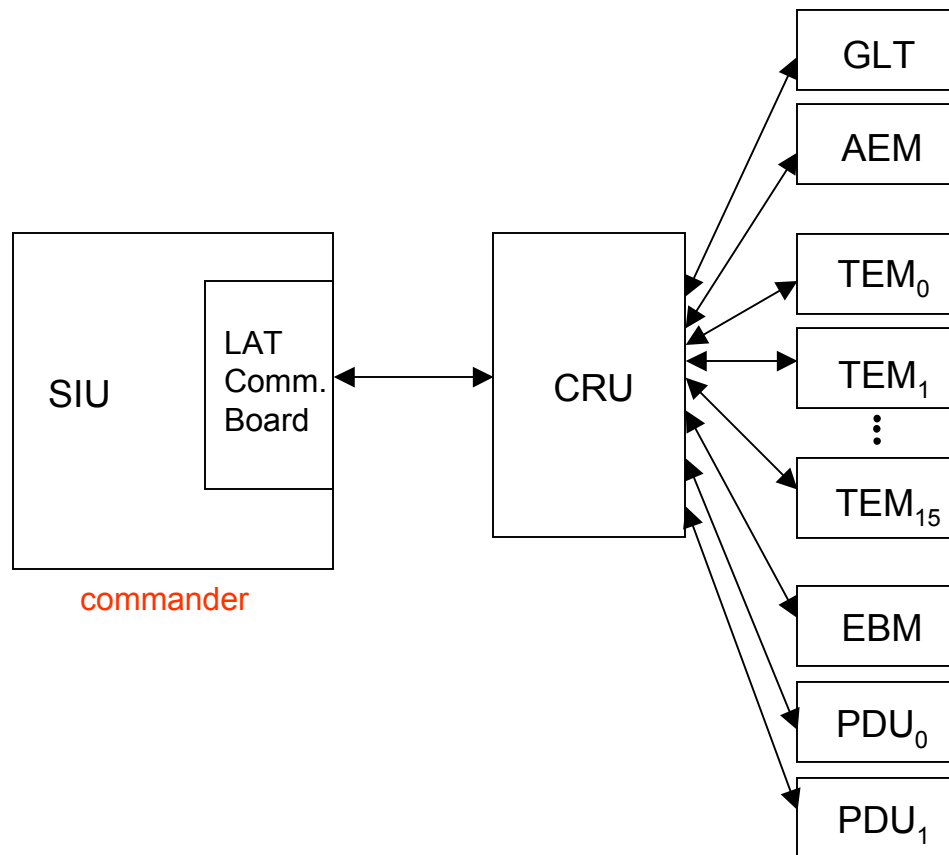 GLT
AEM
TEM0
TEM1
TEM15
EBM
PDU0
PDU1
SIU
LAT
Comm.
Board
CRU
commander